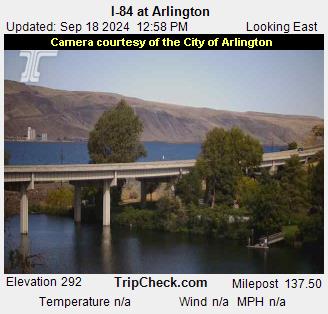 I-84 at Arlington
Updated: Sep 18 2024 12:58 PM Looking East
Camera courtesy of the City of Arlington
Elevation 292 TripCheck.com Milepost 137.50
Temperature n/a Wind n/a MPH n/a